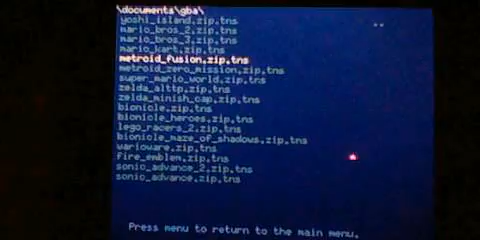 \documents\gba\
yoshi_island.zip.tns
mario_bros_2.zip.tns
mario_bros_3.zip.tns
mario_kart.zip.tns
metroid_fusion.zip.tns
metroid_zero_mission.zip.tns
super_mario_world.zip.tns
zelda_alttp.zip.tns
zelda_minish_cap.zip.tns
bionicle.zip.tns
bionicle_heroes.zip.tns
lego_racers_2.zip.tns
bionicle_maze_of_shadows.zip.tns
warioware.zip.tns
fire_emblem.zip.tns
sonic_advance_2.zip.tns
sonic_advance.zip.tns
Press menu to return to the main menu.